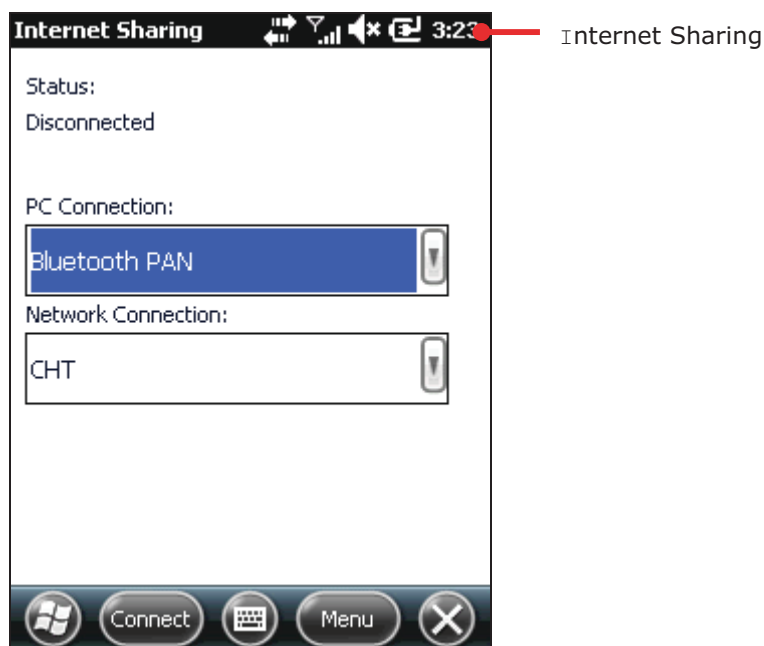 Internet Sharing 3:23
Internet Sharing
Status:
Disconnected
PC Connection:
Bluetooth PAN
Network Connection:
CHT
Connect Menu